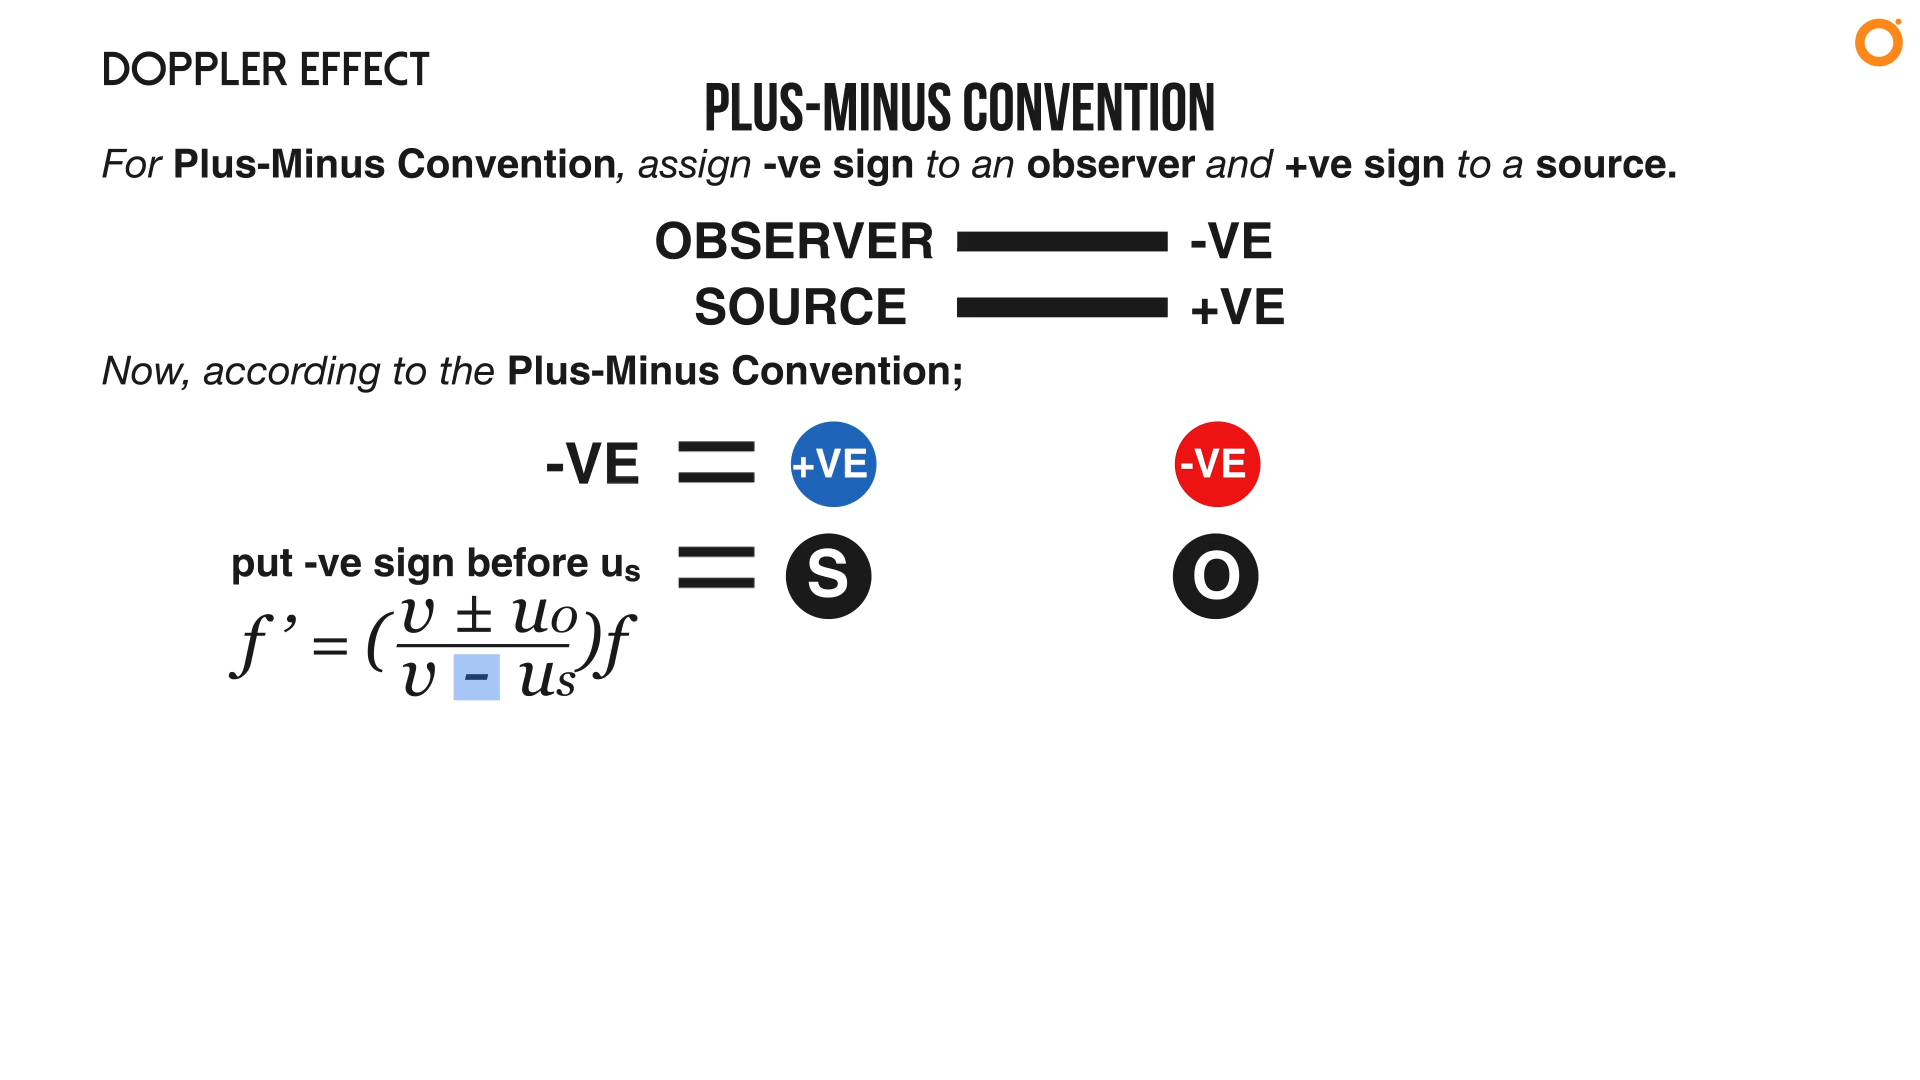 DOPPLER EFFECT
PLUS-MINUS CONVENTION
For Plus-Minus Convention, assign -ve sign to an observer and +ve sign to a source.
OBSERVER -VE
SOURCE +VE
Now, according to the Plus-Minus Convention;
-VE = +VE -VE
put -ve sign before uₛ = S O
f ’ = (v ± uo / v - us)f